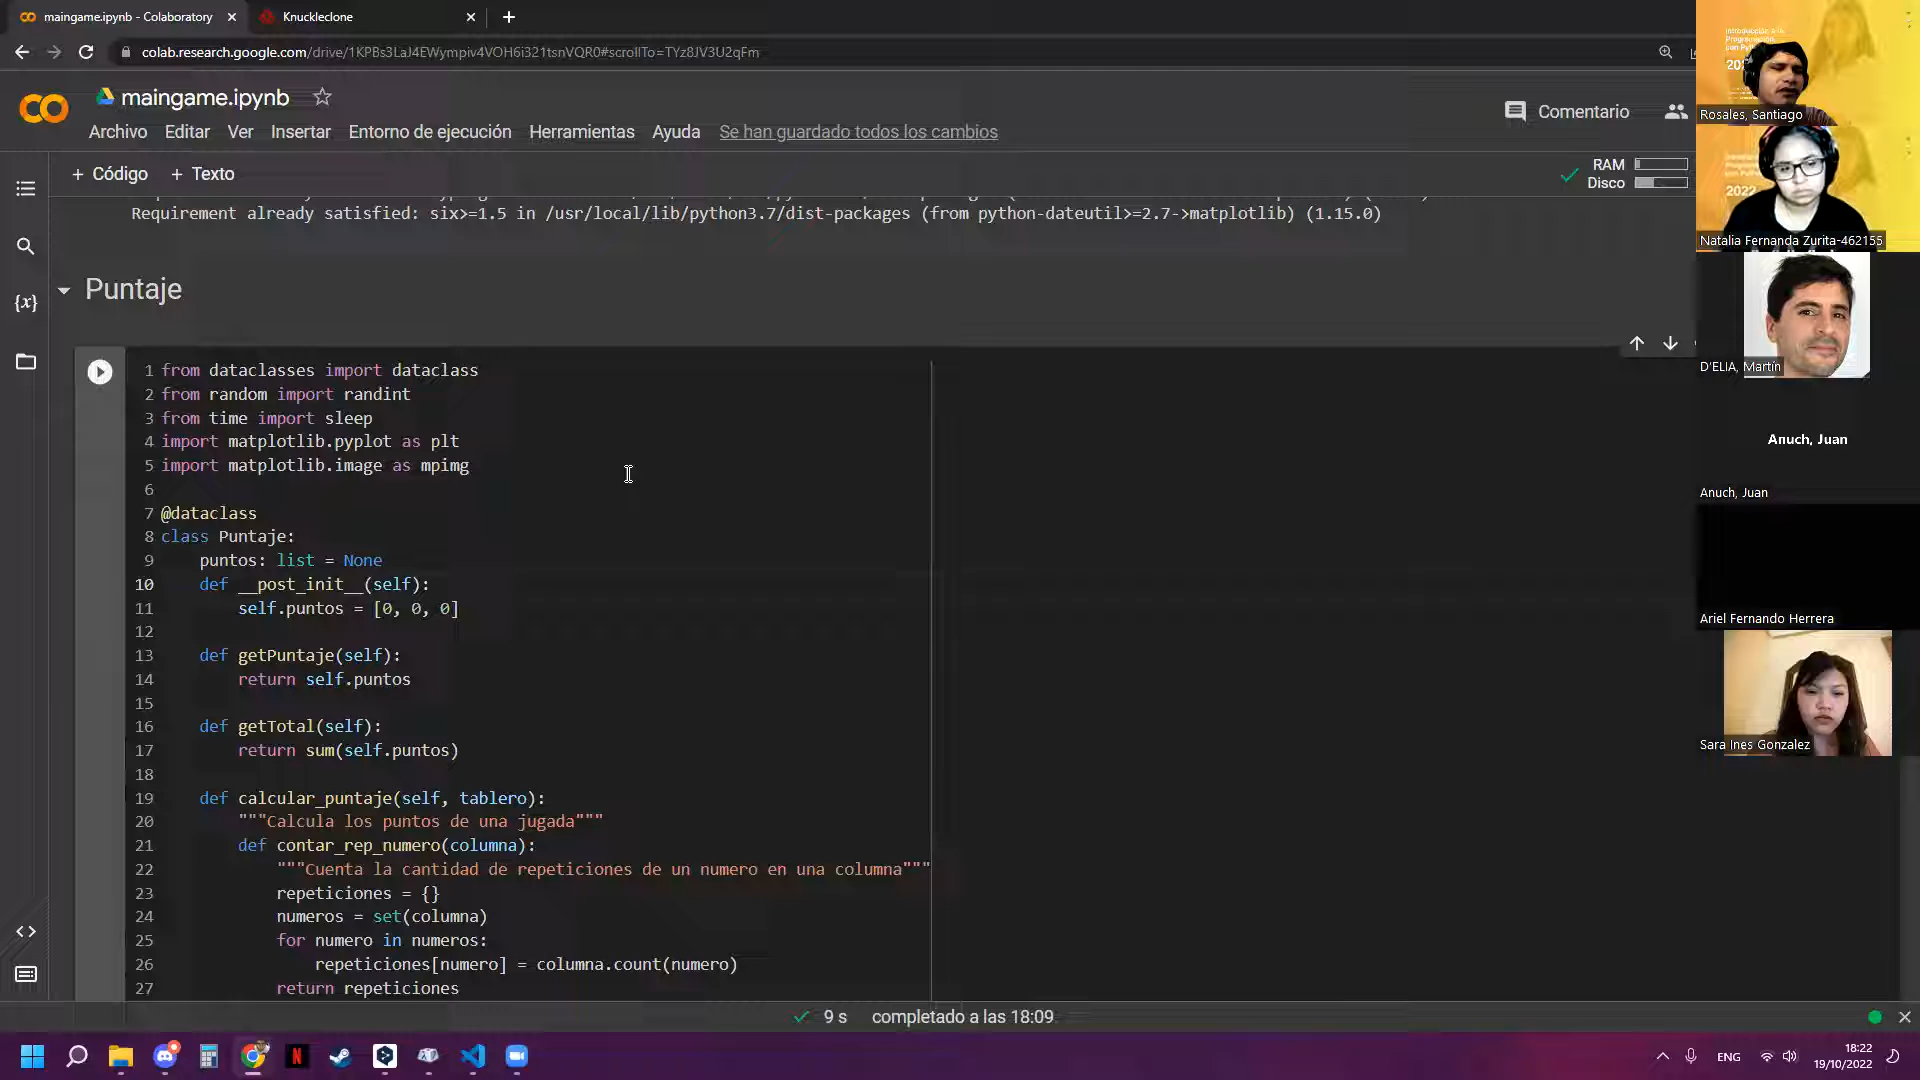 maingame.ipynb - Colaboratory
Knuckleclone
colab.research.google.com/drive/1KPBs3LaJ4EWympiv4VOH6i321tsnVQR0#scrollTo=TYz8JV3U2qFm
maingame.ipynb
Archivo Editar Ver Insertar Entorno de ejecución Herramientas Ayuda Se han guardado todos los cambios
Comentario
+ Código + Texto
RAM
Disco
Requirement already satisfied: six>=1.5 in /usr/local/lib/python3.7/dist-packages (from python-dateutil>=2.7->matplotlib) (1.15.0)
Puntaje
1 from dataclasses import dataclass
2 from random import randint
3 from time import sleep
4 import matplotlib.pyplot as plt
5 import matplotlib.image as mpimg
6
7 @dataclass
8 class Puntaje:
9 puntos: list = None
10 def __post_init__(self):
11 self.puntos = [0, 0, 0]
12
13 def getPuntaje(self):
14 return self.puntos
15
16 def getTotal(self):
17 return sum(self.puntos)
18
19 def calcular_puntaje(self, tablero):
20 """Calcula los puntos de una jugada"""
21 def contar_rep_numero(columna):
22 """Cuenta la cantidad de repeticiones de un numero en una columna"""
23 repeticiones = {}
24 numeros = set(columna)
25 for numero in numeros:
26 repeticiones[numero] = columna.count(numero)
27 return repeticiones
9 s completado a las 18:09
Rosales, Santiago
2022
Natalia Fernanda Zurita-462155
D'ELIA, Martín
Anuch, Juan
Anuch, Juan
Ariel Fernando Herrera
Sara Ines Gonzalez
ENG
18:22
19/10/2022